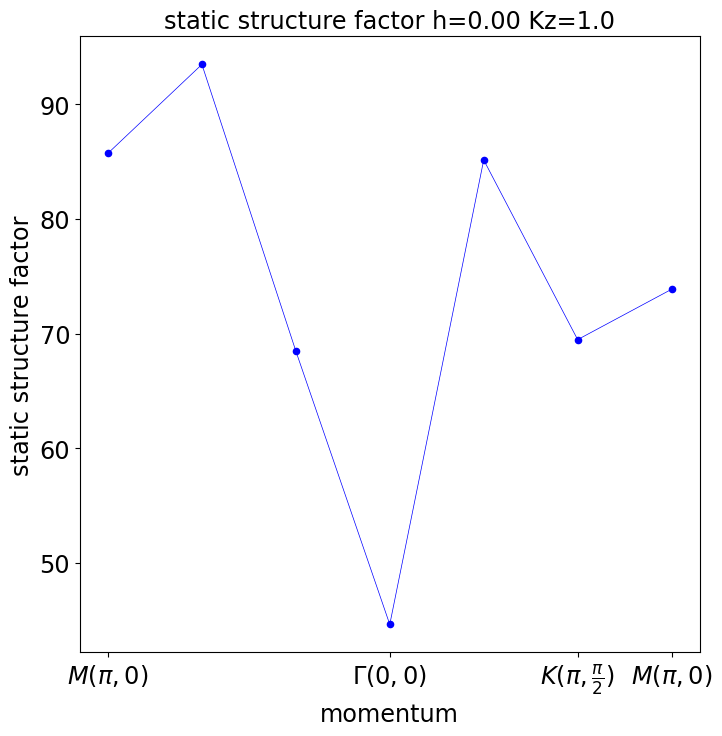 static structure factor h=0.00 Kz=1.0
90
80
70
60
50
static structure factor
M(π, 0)
Γ(0, 0)
K(π, π/2)
M(π, 0)
momentum